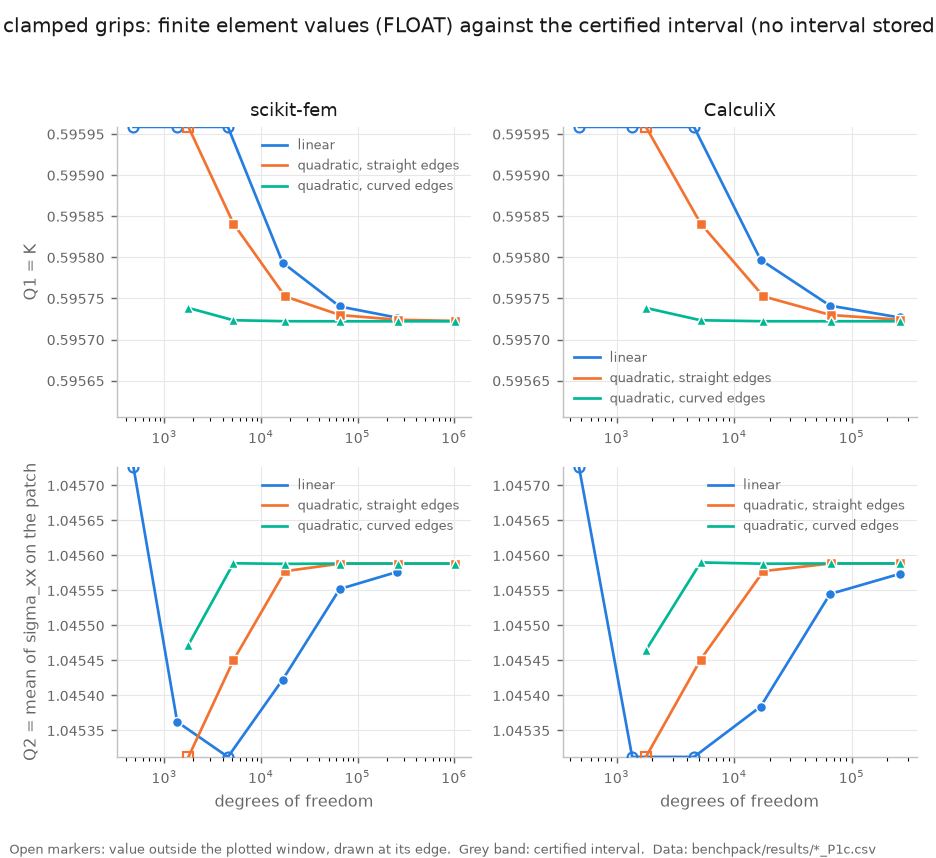 clamped grips: finite element values (FLOAT) against the certified interval (no interval stored
scikit-fem
CalculiX
Q1 = K
0.59595
0.59590
0.59585
0.59580
0.59575
0.59570
0.59565
linear
quadratic, straight edges
quadratic, curved edges
10³
10⁴
10⁵
10⁶
0.59595
0.59590
0.59585
0.59580
0.59575
0.59570
0.59565
linear
quadratic, straight edges
quadratic, curved edges
10³
10⁴
10⁵
Q2 = mean of sigma_xx on the patch
1.04570
1.04565
1.04560
1.04555
1.04550
1.04545
1.04540
1.04535
linear
quadratic, straight edges
quadratic, curved edges
10³
10⁴
10⁵
10⁶
degrees of freedom
1.04570
1.04565
1.04560
1.04555
1.04550
1.04545
1.04540
1.04535
linear
quadratic, straight edges
quadratic, curved edges
10³
10⁴
10⁵
degrees of freedom
Open markers: value outside the plotted window, drawn at its edge.  Grey band: certified interval.  Data: benchpack/results/*_P1c.csv